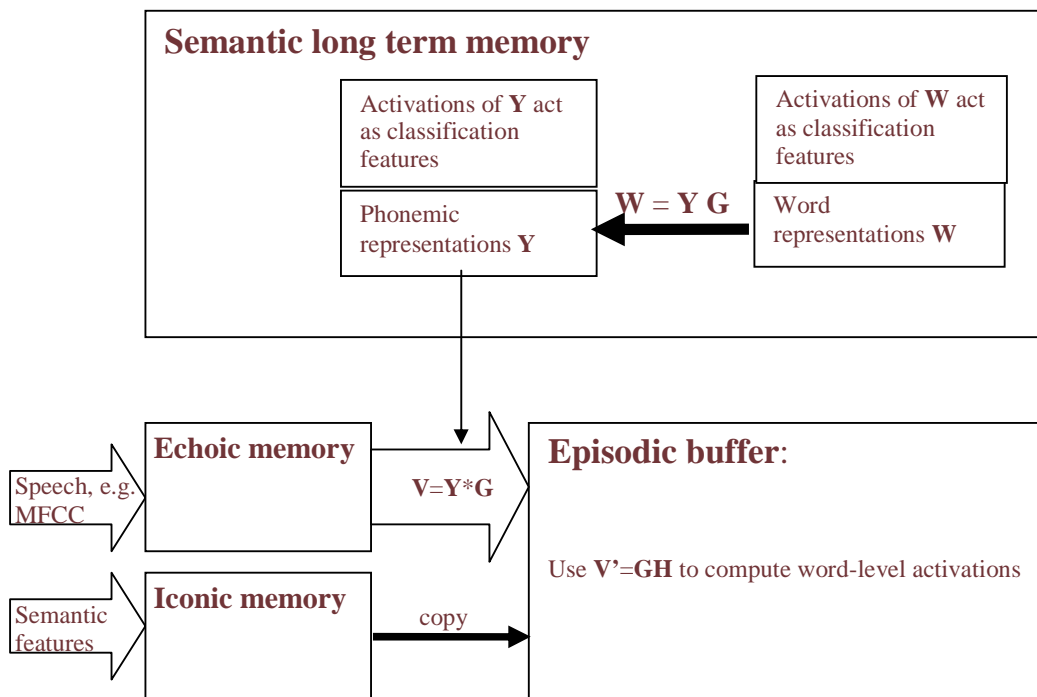 Semantic long term memory
Activations of Y act
as classification
features
Phonemic
representations Y
W = Y G
Activations of W act
as classification
features
Word
representations W
Speech, e.g.
MFCC
Echoic memory
V=Y*G
Episodic buffer:
Use V’=GH to compute word-level activations
Semantic
features
Iconic memory
copy